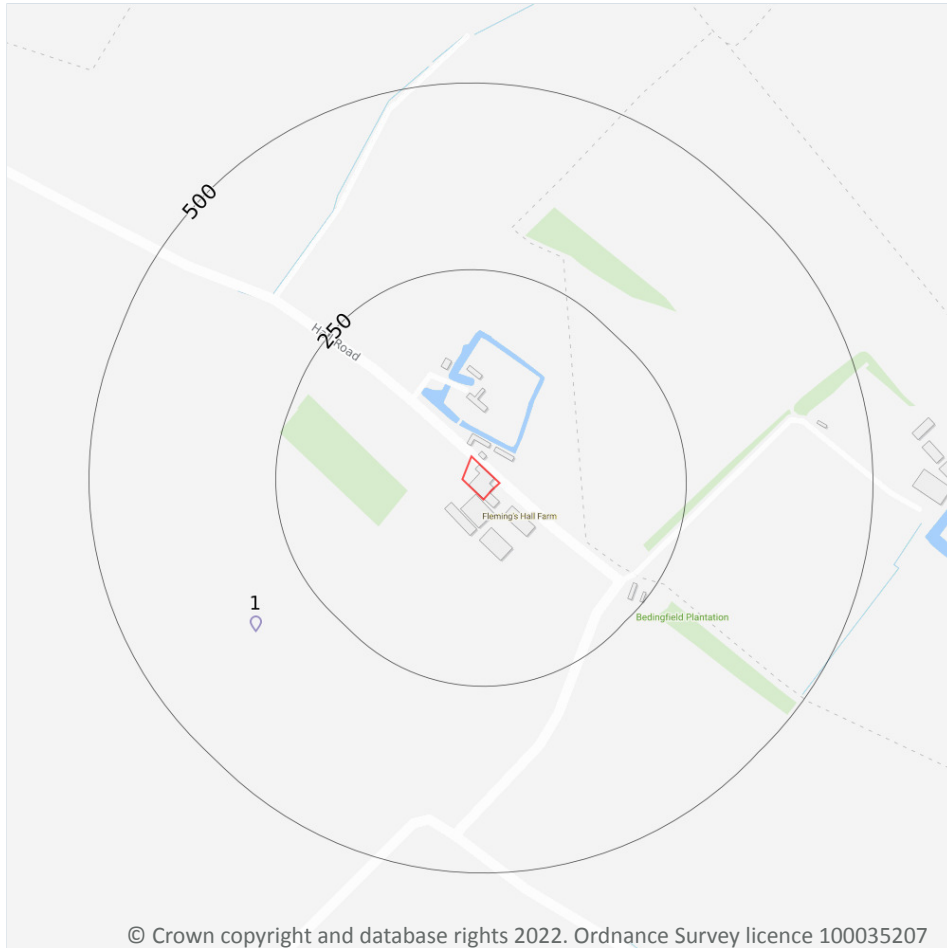 500
250
Hall Road
Fleming's Hall Farm
1
Bedingfield Plantation
© Crown copyright and database rights 2022. Ordnance Survey licence 100035207